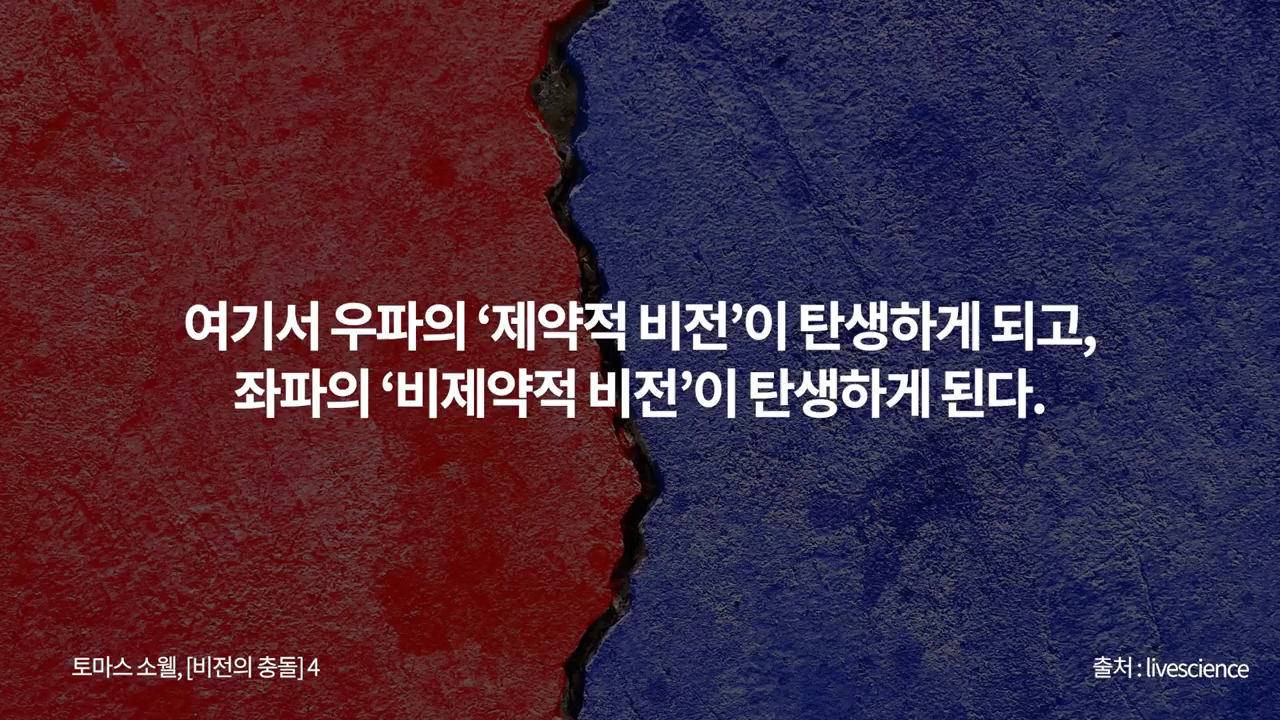 여기서 우파의 ‘제약적 비전’이 탄생하게 되고,
좌파의 ‘비제약적 비전’이 탄생하게 된다.
토마스 소웰, [비전의 충돌] 4
출처 : livescience